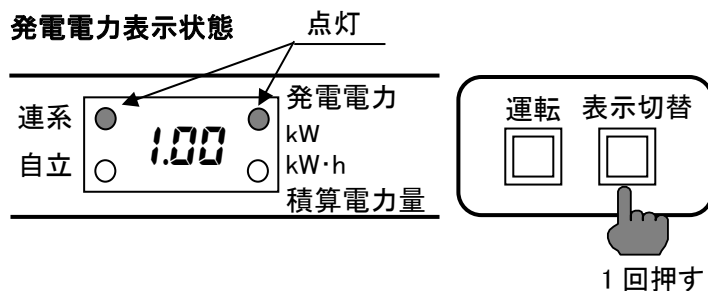 発電電力表示状態
点灯
連系
自立
1.00
発電電力
kW
kW･h
積算電力量
運転 表示切替
1 回押す